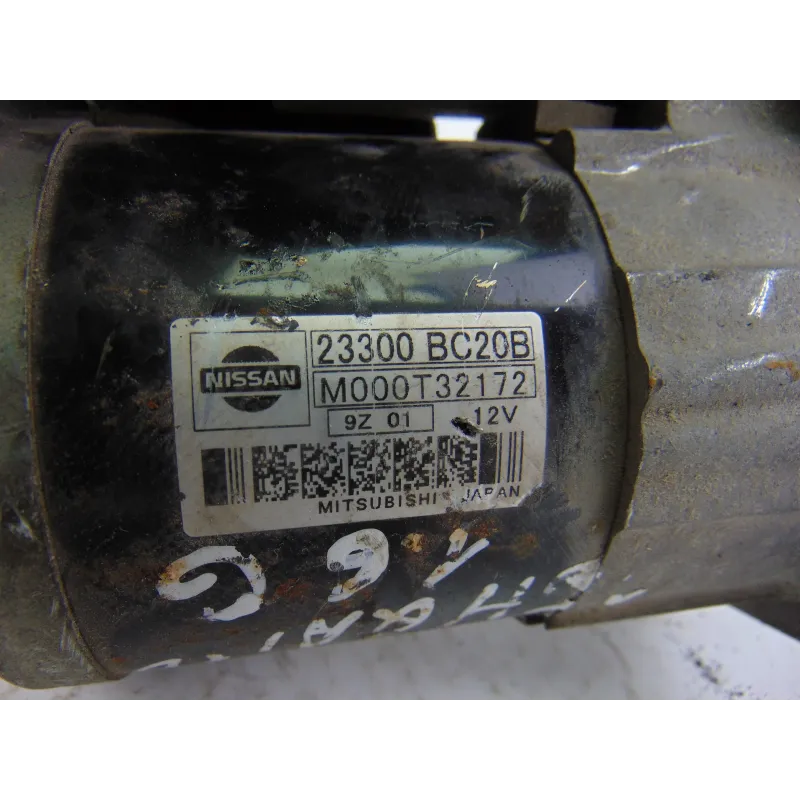 NISSAN
23300 BC20B
M000T32172
9Z 01 12V
MITSUBISHI JAPAN